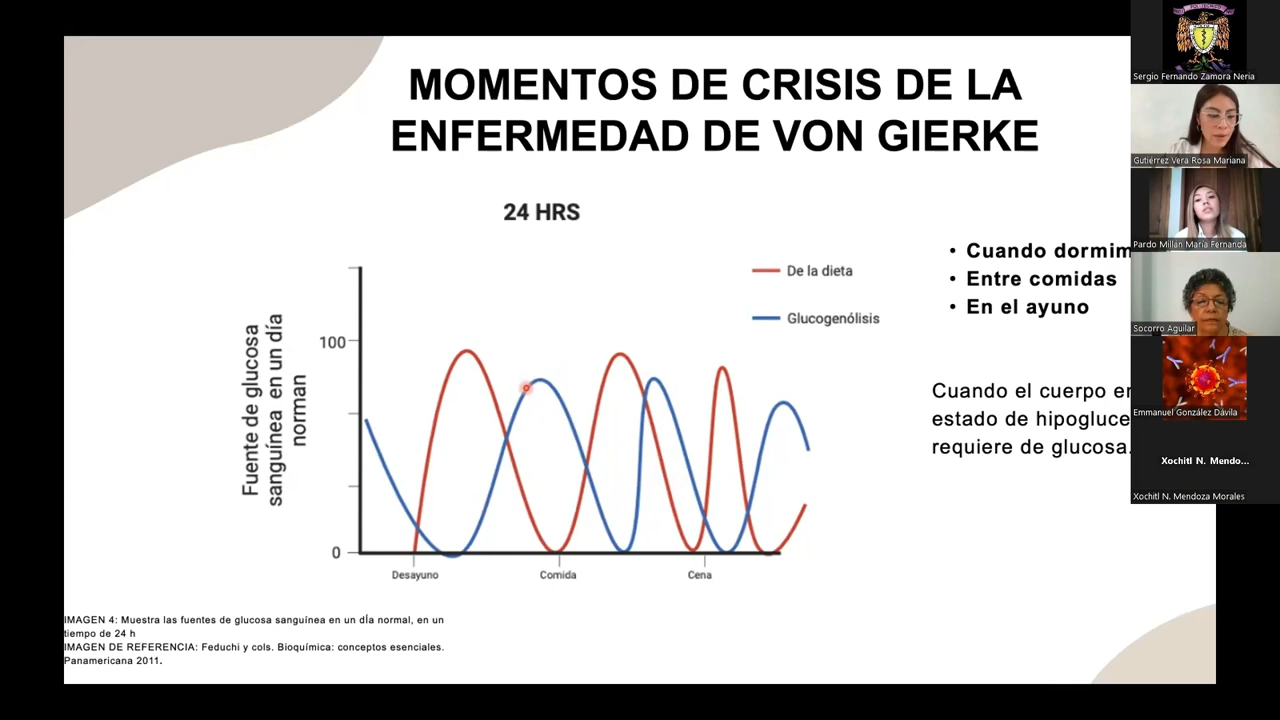 MOMENTOS DE CRISIS DE LA
ENFERMEDAD DE VON GIERKE
24 HRS
De la dieta
Glucogenólisis
Fuente de glucosa
sanguínea en un día
norman
100
0
Desayuno
Comida
Cena
• Cuando dormim
• Entre comidas
• En el ayuno
Cuando el cuerpo en
estado de hipogluce
requiere de glucosa.
IMAGEN 4: Muestra las fuentes de glucosa sanguínea en un día normal, en un
tiempo de 24 h
IMAGEN DE REFERENCIA: Feduchi y cols. Bioquímica: conceptos esenciales.
Panamericana 2011.
Sergio Fernando Zamora Neria
Gutiérrez Vera Rosa Mariana
Pardo Millán María Fernanda
Socorro Aguilar
Emmanuel González Dávila
Xochitl N. Mendo...
Xochitl N. Mendoza Morales